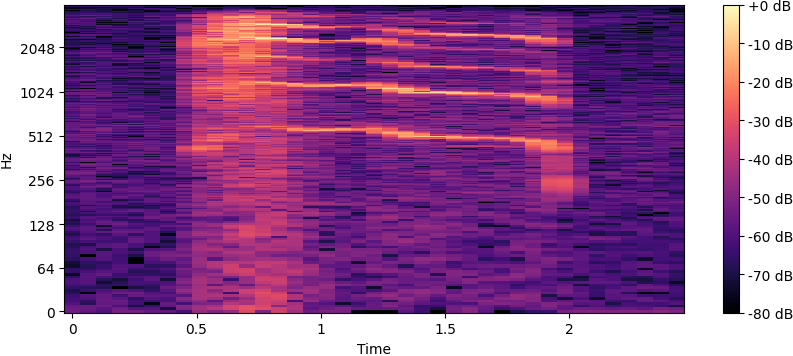 Hz
2048
1024
512
256
128
64
0
0
0.5
1
1.5
2
Time
+0 dB
-10 dB
-20 dB
-30 dB
-40 dB
-50 dB
-60 dB
-70 dB
-80 dB